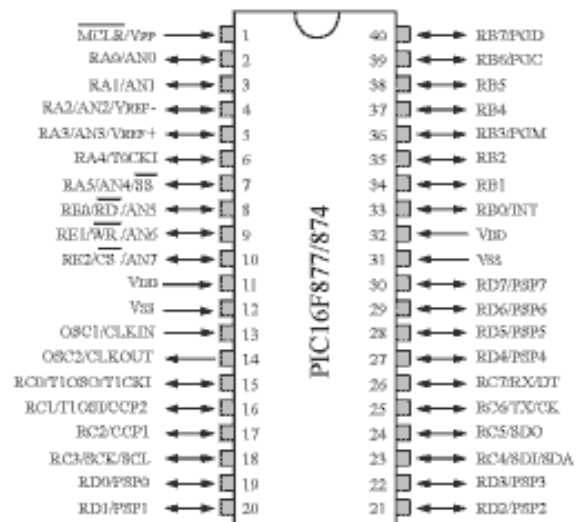 MCLR/VPP 1 40 RB7/PGD
RA0/AN0 2 39 RB6/PGC
RA1/AN1 3 38 RB5
RA2/AN2/VREF- 4 37 RB4
RA3/AN3/VREF+ 5 36 RB3/PGM
RA4/T0CKI 6 35 RB2
RA5/AN4/SS 7 34 RB1
RE0/RD/AN5 8 33 RB0/INT
RE1/WR/AN6 9 32 VDD
RE2/CS/AN7 10 31 VSS
VDD 11 30 RD7/PSP7
VSS 12 29 RD6/PSP6
OSC1/CLKIN 13 28 RD5/PSP5
OSC2/CLKOUT 14 27 RD4/PSP4
RC0/T1OSO/T1CKI 15 26 RC7/RX/DT
RC1/T1OSI/CCP2 16 25 RC6/TX/CK
RC2/CCP1 17 24 RC5/SDO
RC3/SCK/SCL 18 23 RC4/SDI/SDA
RD0/PSP0 19 22 RD3/PSP3
RD1/PSP1 20 21 RD2/PSP2
PIC16F877/874